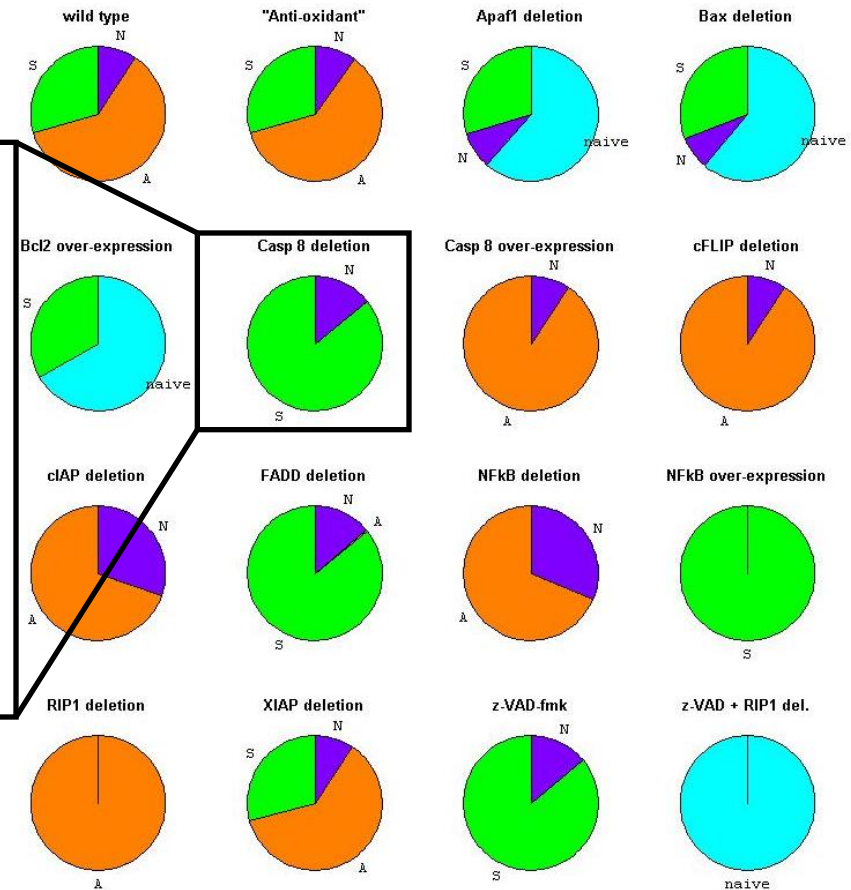 wild type
"Anti-oxidant"
Apaf1 deletion
Bax deletion
S
N
A
S
N
A
S
N
naive
S
N
naive
Bcl2 over-expression
Casp 8 deletion
Casp 8 over-expression
cFLIP deletion
S
naive
N
S
N
A
N
A
cIAP deletion
FADD deletion
NFkB deletion
NFkB over-expression
N
A
N
A
S
N
A
S
RIP1 deletion
XIAP deletion
z-VAD-fmk
z-VAD + RIP1 del.
A
S
N
A
N
S
naive